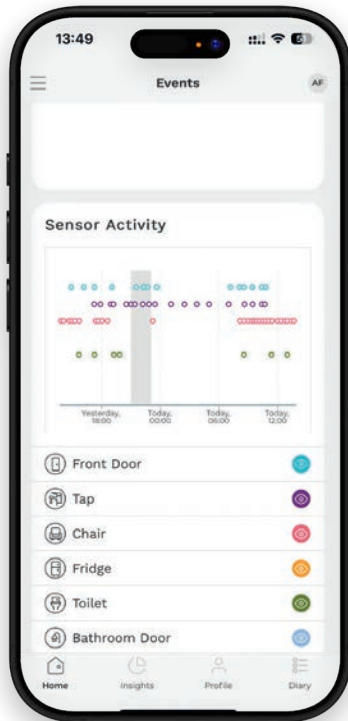 13:49
Events
AF
Sensor Activity
Yesterday, Today, Today, Today,
18:00 00:00 06:00 12:00
Front Door
Tap
Chair
Fridge
Toilet
Bathroom Door
Home Insights Profile Diary